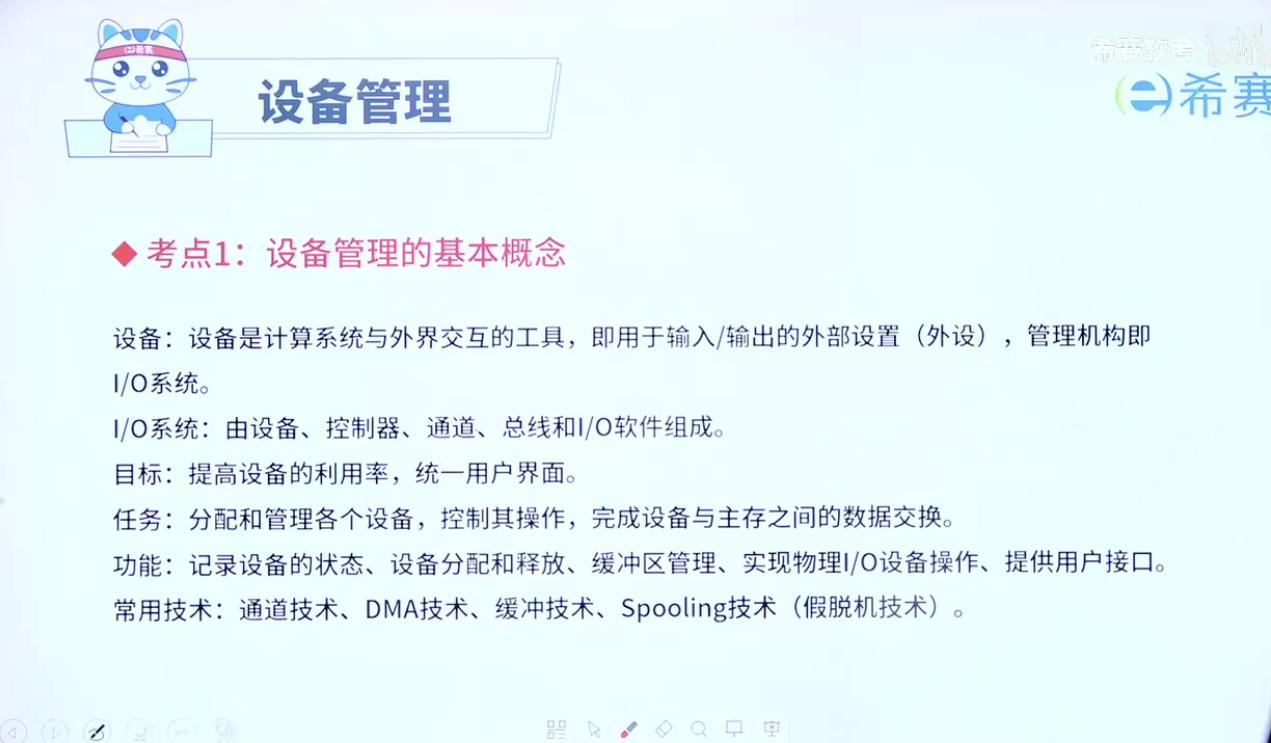 希赛
希赛软考
设备管理
希赛
考点1：设备管理的基本概念
设备：设备是计算系统与外界交互的工具，即用于输入/输出的外部设置（外设），管理机构即
I/O系统。
I/O系统：由设备、控制器、通道、总线和I/O软件组成。
目标：提高设备的利用率，统一用户界面。
任务：分配和管理各个设备，控制其操作，完成设备与主存之间的数据交换。
功能：记录设备的状态、设备分配和释放、缓冲区管理、实现物理I/O设备操作、提供用户接口。
常用技术：通道技术、DMA技术、缓冲技术、Spooling技术（假脱机技术）。